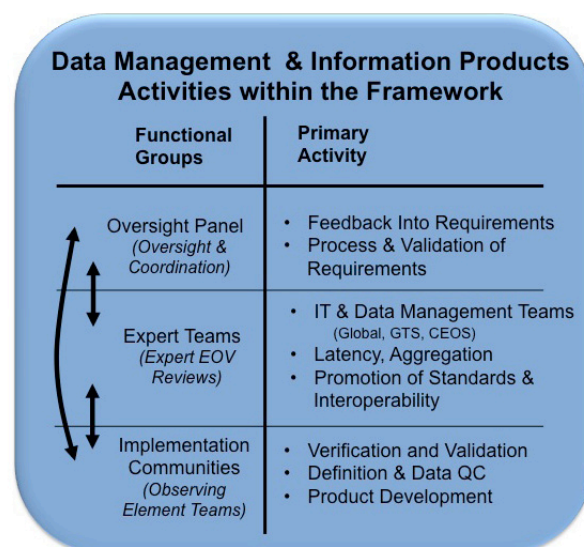 Data Management & Information Products
Activities within the Framework
Functional
Groups
Primary
Activity
Oversight Panel
(Oversight &
Coordination)
• Feedback Into Requirements
• Process & Validation of
Requirements
Expert Teams
(Expert EOV
Reviews)
• IT & Data Management Teams
(Global, GTS, CEOS)
• Latency, Aggregation
• Promotion of Standards &
Interoperability
Implementation
Communities
(Observing
Element Teams)
• Verification and Validation
• Definition & Data QC
• Product Development